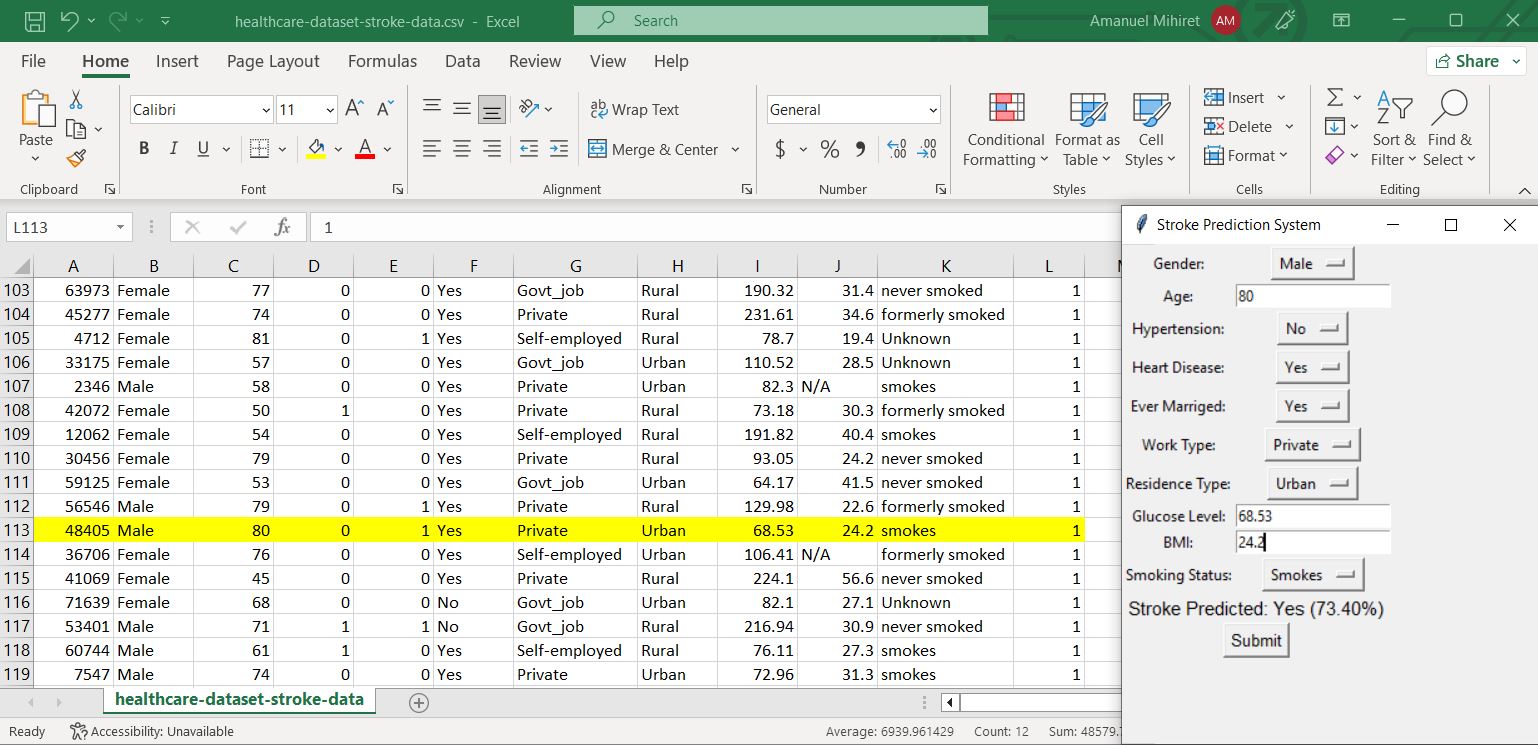 healthcare-dataset-stroke-data.csv - Excel
Search
Amanuel Mihiret AM
File Home Insert Page Layout Formulas Data Review View Help Share
Calibri 11 Wrap Text General Insert
Paste Conditional Format as Cell Delete Sort & Find &
B I U Merge & Center $ % Formatting Table Styles Format Filter Select
Clipboard Font Alignment Number Styles Cells Editing
L113 fx 1
A B C D E F G H I J K L
103 63973 Female 77 0 0 Yes Govt_job Rural 190.32 31.4 never smoked 1
104 45277 Female 74 0 0 Yes Private Rural 231.61 34.6 formerly smoked 1
105 4712 Female 81 0 1 Yes Self-employed Rural 78.7 19.4 Unknown 1
106 33175 Female 57 0 0 Yes Govt_job Urban 110.52 28.5 Unknown 1
107 2346 Male 58 0 0 Yes Private Urban 82.3 N/A smokes 1
108 42072 Female 50 1 0 Yes Private Rural 73.18 30.3 formerly smoked 1
109 12062 Female 54 0 0 Yes Self-employed Rural 191.82 40.4 smokes 1
110 30456 Female 79 0 0 Yes Private Rural 93.05 24.2 never smoked 1
111 59125 Female 53 0 0 Yes Govt_job Urban 64.17 41.5 never smoked 1
112 56546 Male 79 0 1 Yes Private Urban 129.98 22.6 formerly smoked 1
113 48405 Male 80 0 1 Yes Private Urban 68.53 24.2 smokes 1
114 36706 Female 76 0 0 Yes Self-employed Urban 106.41 N/A formerly smoked 1
115 41069 Female 45 0 0 Yes Private Rural 224.1 56.6 never smoked 1
116 71639 Female 68 0 0 No Govt_job Urban 82.1 27.1 Unknown 1
117 53401 Male 71 1 1 No Govt_job Rural 216.94 30.9 never smoked 1
118 60744 Male 61 1 0 Yes Self-employed Rural 76.11 27.3 smokes 1
119 7547 Male 74 0 0 Yes Private Urban 72.96 31.3 smokes 1
healthcare-dataset-stroke-data
Ready Accessibility: Unavailable Average: 6939.961429 Count: 12 Sum: 48579.
Stroke Prediction System
Gender: Male
Age: 80
Hypertension: No
Heart Disease: Yes
Ever Marriged: Yes
Work Type: Private
Residence Type: Urban
Glucose Level: 68.53
BMI: 24.2
Smoking Status: Smokes
Stroke Predicted: Yes (73.40%)
Submit